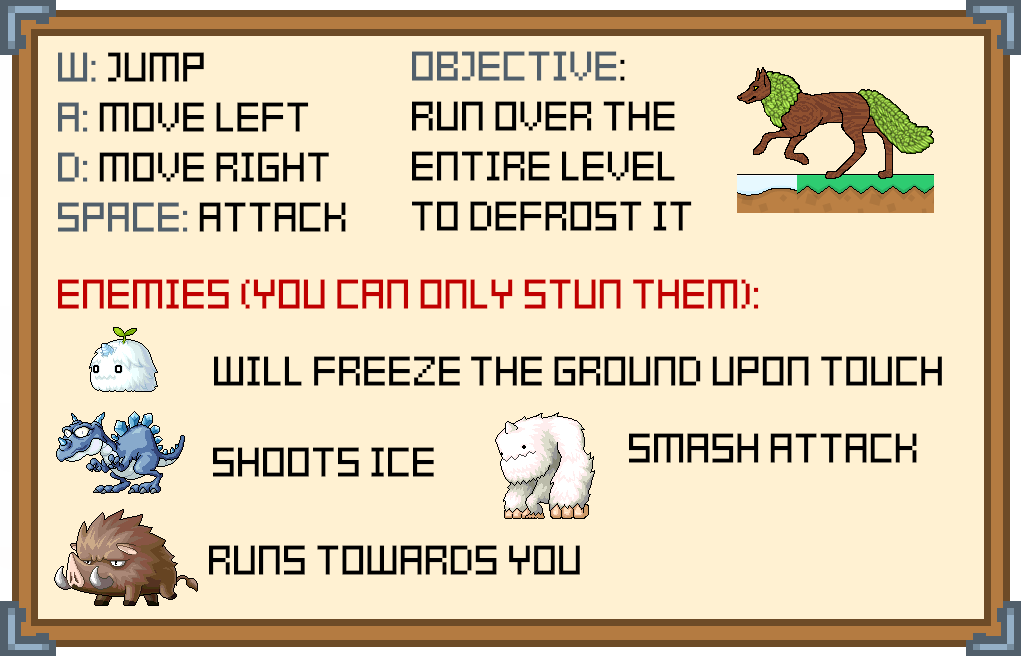 W: JUMP
A: MOVE LEFT
D: MOVE RIGHT
SPACE: ATTACK
OBJECTIVE:
RUN OVER THE
ENTIRE LEVEL
TO DEFROST IT
ENEMIES (YOU CAN ONLY STUN THEM):
WILL FREEZE THE GROUND UPON TOUCH
SHOOTS ICE
SMASH ATTACK
RUNS TOWARDS YOU